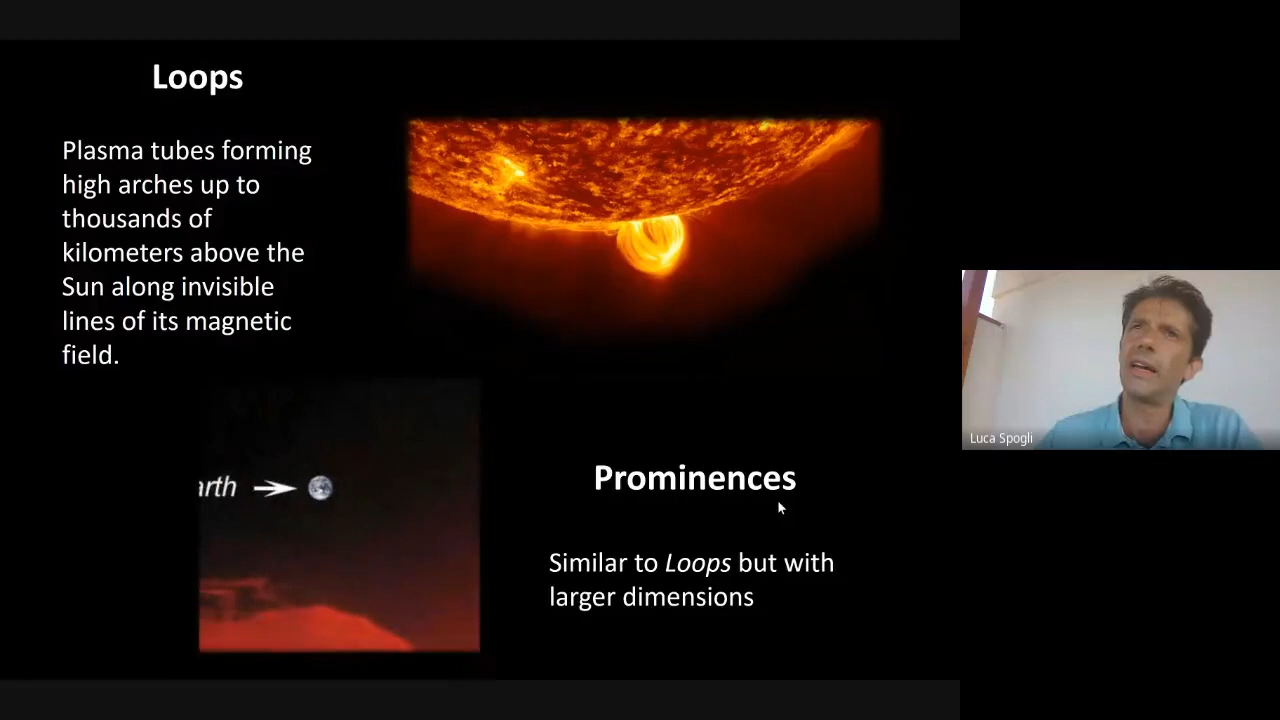 Loops
Plasma tubes forming
high arches up to
thousands of
kilometers above the
Sun along invisible
lines of its magnetic
field.
arth
Prominences
Similar to Loops but with
larger dimensions
Luca Spogli